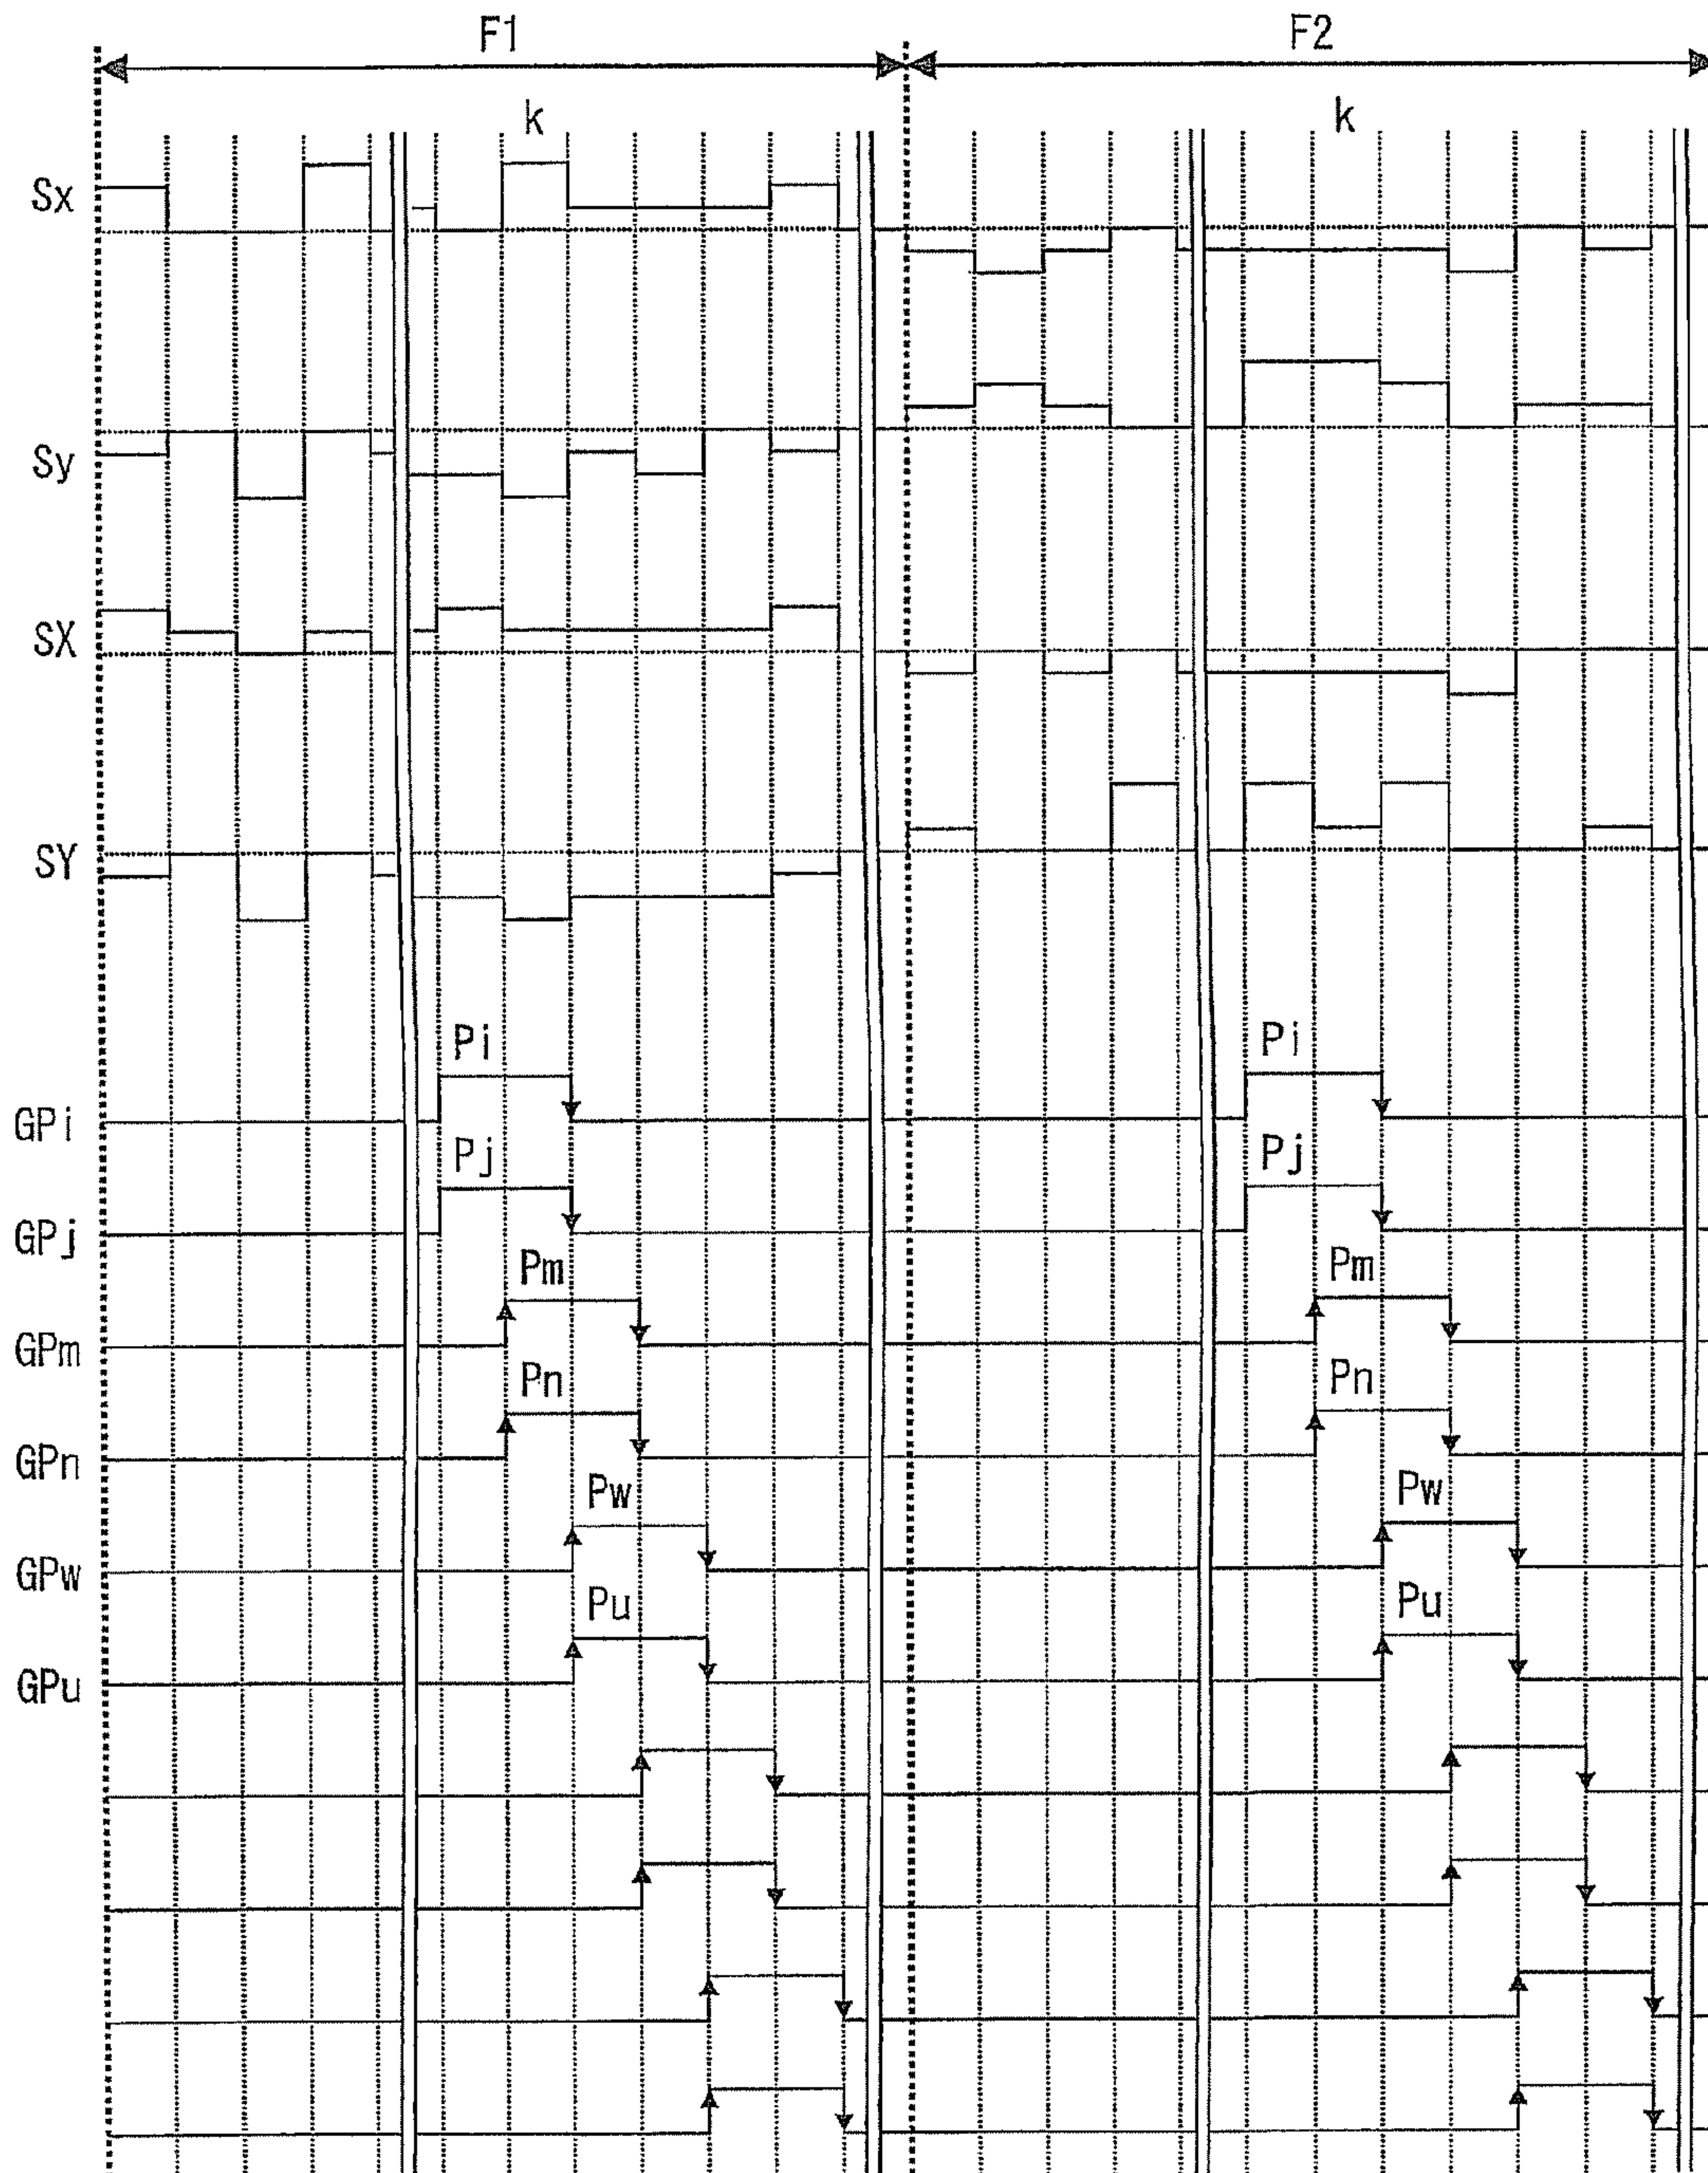 F1 F2
k k
Sx
Sy
SX
SY
Pi Pi
GPi
Pj Pj
GPj
Pm Pm
GPm
Pn Pn
GPn
Pw Pw
GPw
Pu Pu
GPu